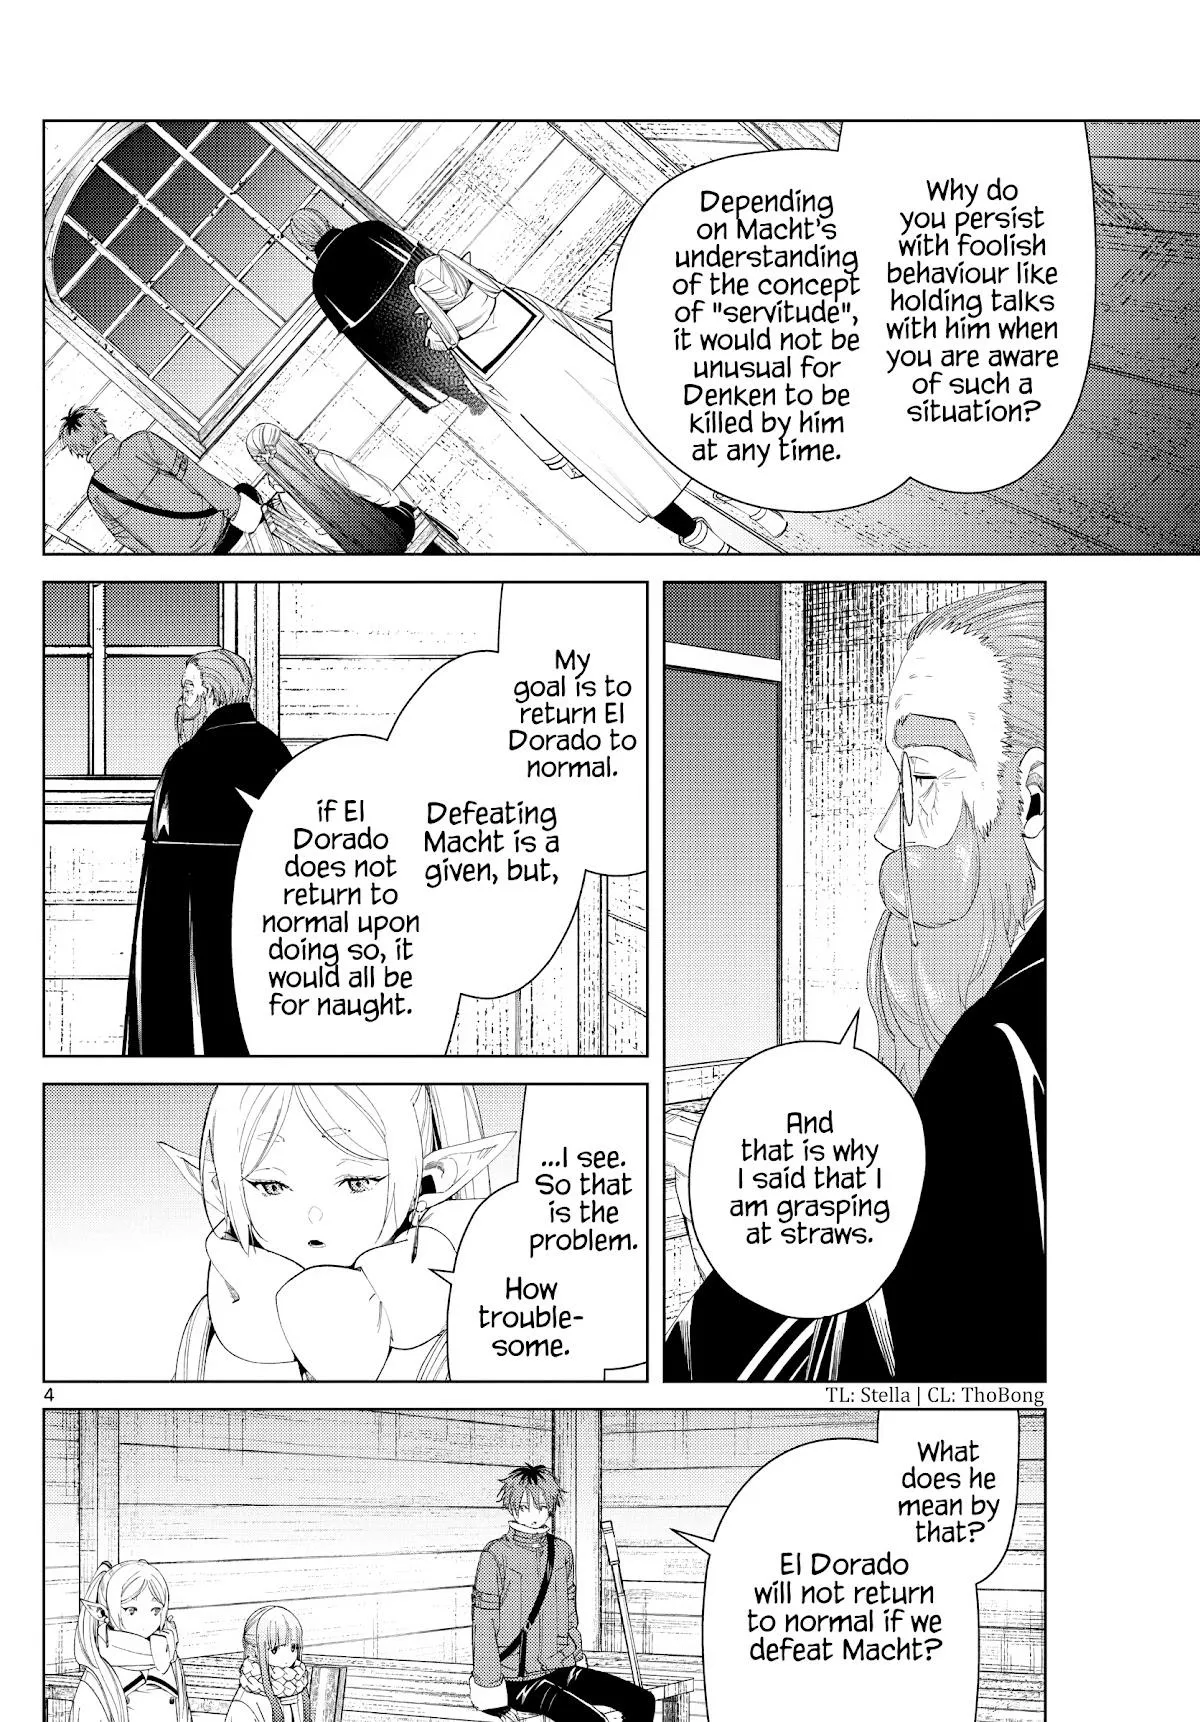 Why do
you persist
with foolish
behaviour like
holding talks
with him when
you are aware
of such a
situation?
Depending
on Macht's
understanding
of the concept
of "servitude",
it would not be
unusual for
Denken to be
killed by him
at any time.
And
that is why
I said that I
am grasping
at straws.
My
goal is to
return El
Dorado to
normal.
Defeating
Macht is a
given, but,
if El
Dorado
does not
return to
normal upon
doing so, it
would all be
for naught.
...I see.
So that
is the
problem.
How
trouble-
some.
4
TL: Stella | CL: ThoBong
What
does he
mean by
that?
El Dorado
will not return
to normal if we
defeat Macht?